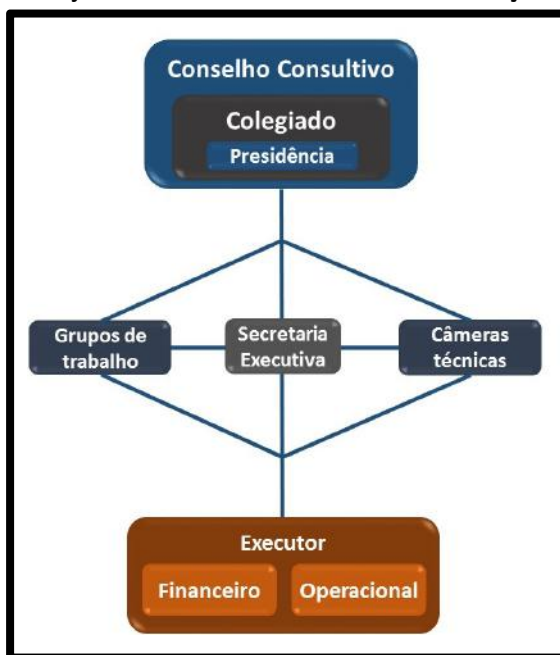 Conselho Consultivo
Colegiado
Presidência
Grupos de
trabalho
Secretaria
Executiva
Câmeras
técnicas
Executor
Financeiro
Operacional